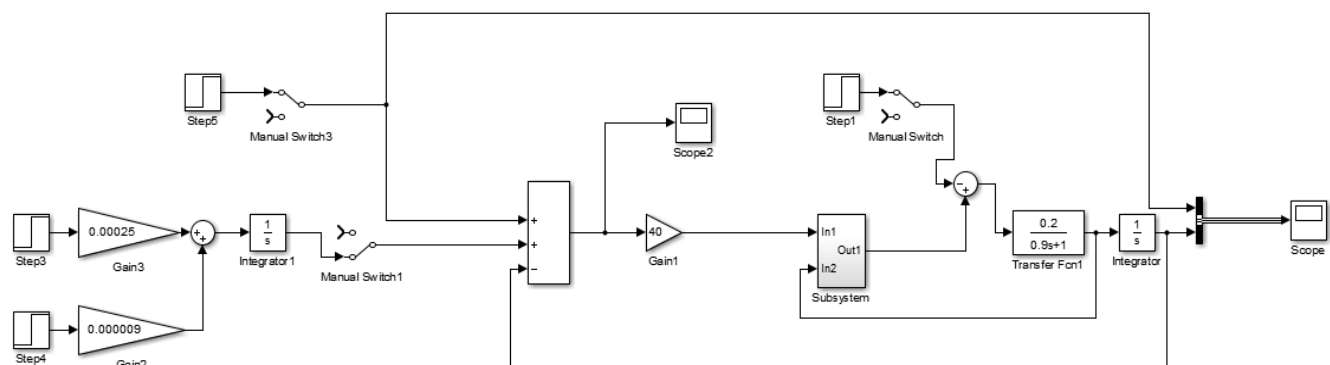 Step5
Manual Switch3
Scope2
Step1
Manual Switch
0.00025
Step3
Gain3
+
+
1
s
Integrator1
Manual Switch1
+
+
−
40
Gain1
In1
Out1
In2
Subsystem
−
+
0.2
0.9s+1
Transfer Fcn1
1
s
Integrator
Scope
0.000009
Step4
Gain2